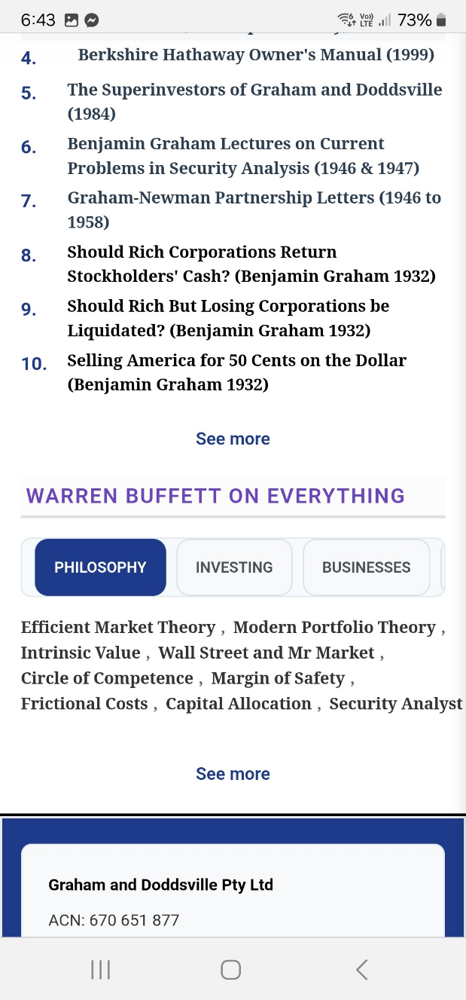 6:43 Vo)) LTE 73%
4. Berkshire Hathaway Owner's Manual (1999)
5. The Superinvestors of Graham and Doddsville
(1984)
6. Benjamin Graham Lectures on Current
Problems in Security Analysis (1946 & 1947)
7. Graham-Newman Partnership Letters (1946 to
1958)
8. Should Rich Corporations Return
Stockholders' Cash? (Benjamin Graham 1932)
9. Should Rich But Losing Corporations be
Liquidated? (Benjamin Graham 1932)
10. Selling America for 50 Cents on the Dollar
(Benjamin Graham 1932)
See more
WARREN BUFFETT ON EVERYTHING
PHILOSOPHY INVESTING BUSINESSES
Efficient Market Theory , Modern Portfolio Theory ,
Intrinsic Value , Wall Street and Mr Market ,
Circle of Competence , Margin of Safety ,
Frictional Costs , Capital Allocation , Security Analyst
See more
Graham and Doddsville Pty Ltd
ACN: 670 651 877